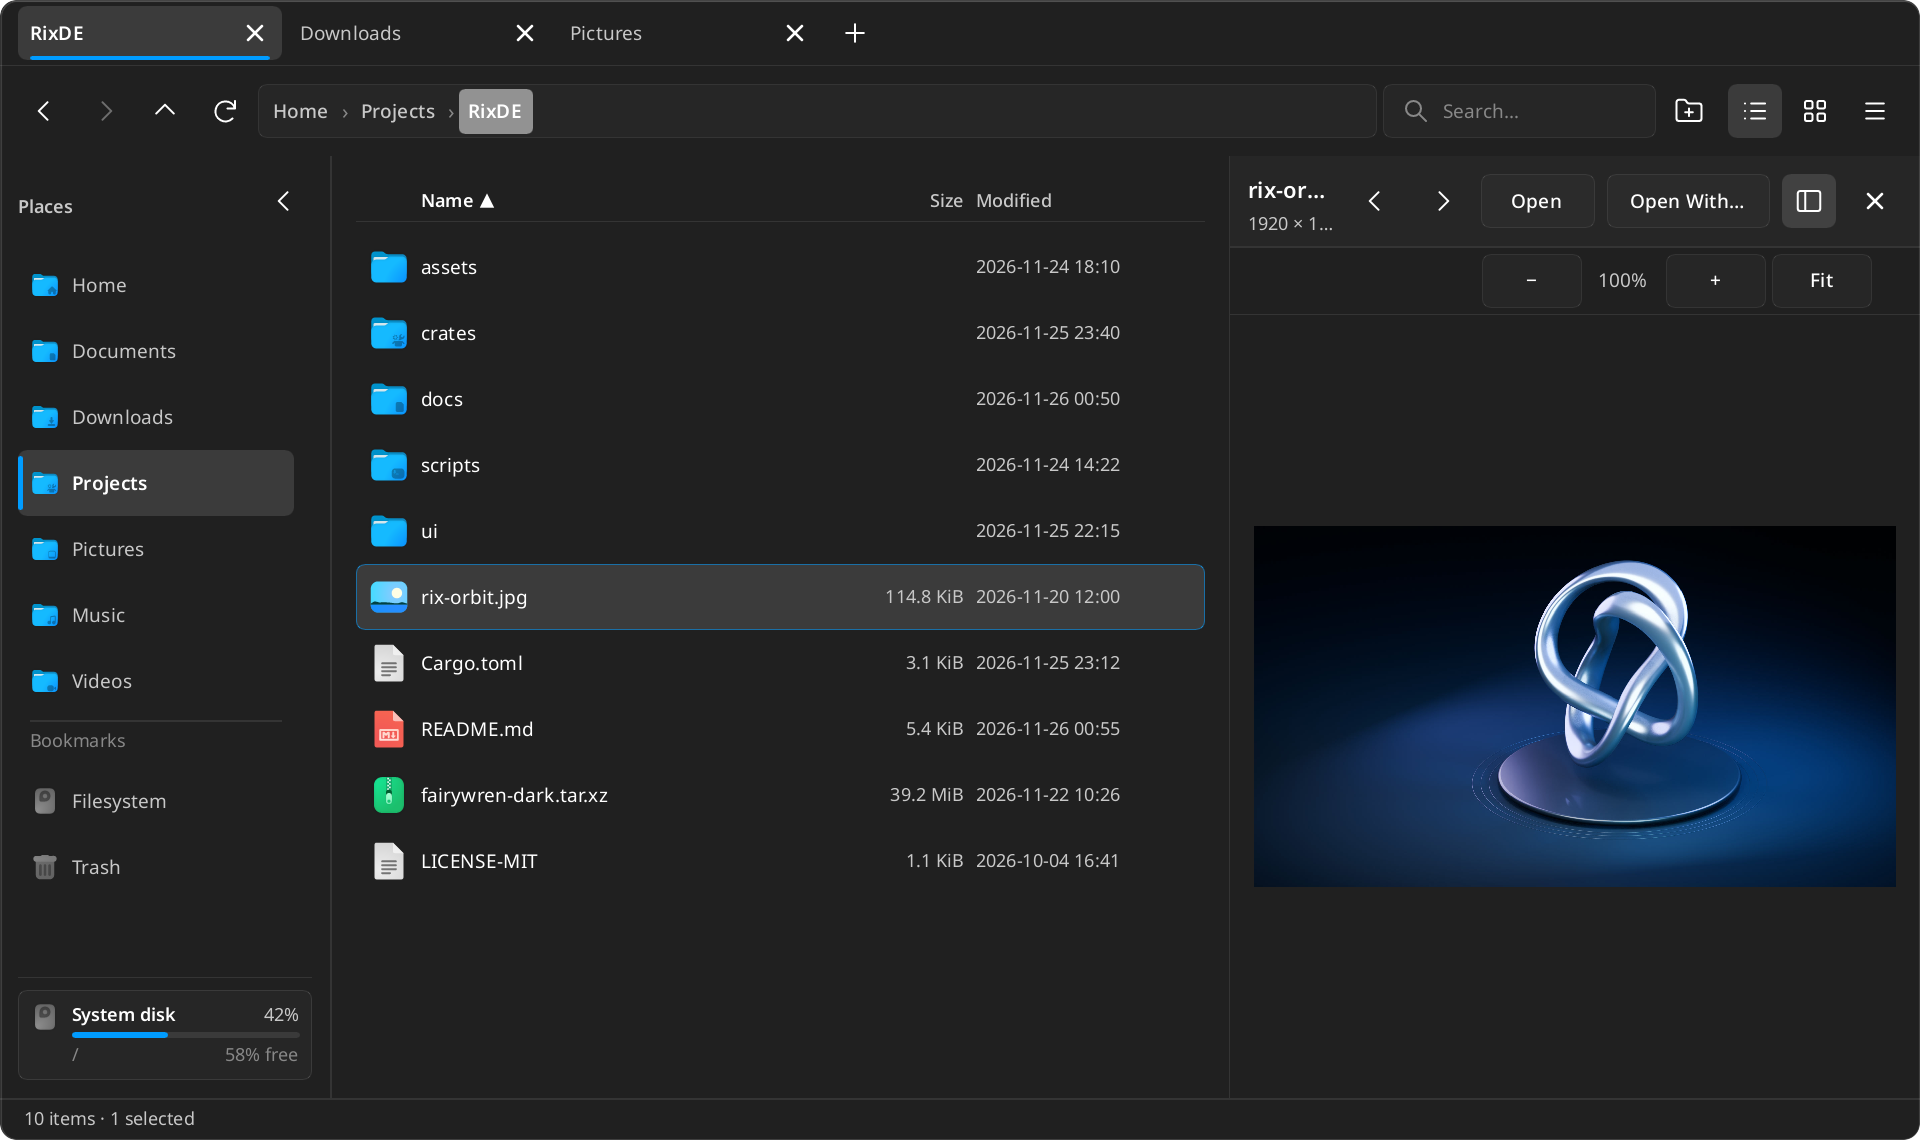 RixDE
Downloads
Pictures
Home › Projects › RixDE
Search...
Places
Home
Documents
Downloads
Projects
Pictures
Music
Videos
Bookmarks
Filesystem
Trash
System disk 42%
/ 58% free
Name ▲ Size Modified
assets 2026-11-24 18:10
crates 2026-11-25 23:40
docs 2026-11-26 00:50
scripts 2026-11-24 14:22
ui 2026-11-25 22:15
rix-orbit.jpg 114.8 KiB 2026-11-20 12:00
Cargo.toml 3.1 KiB 2026-11-25 23:12
README.md 5.4 KiB 2026-11-26 00:55
fairywren-dark.tar.xz 39.2 MiB 2026-11-22 10:26
LICENSE-MIT 1.1 KiB 2026-10-04 16:41
rix-or...
1920 × 1...
Open
Open With...
− 100% + Fit
10 items · 1 selected